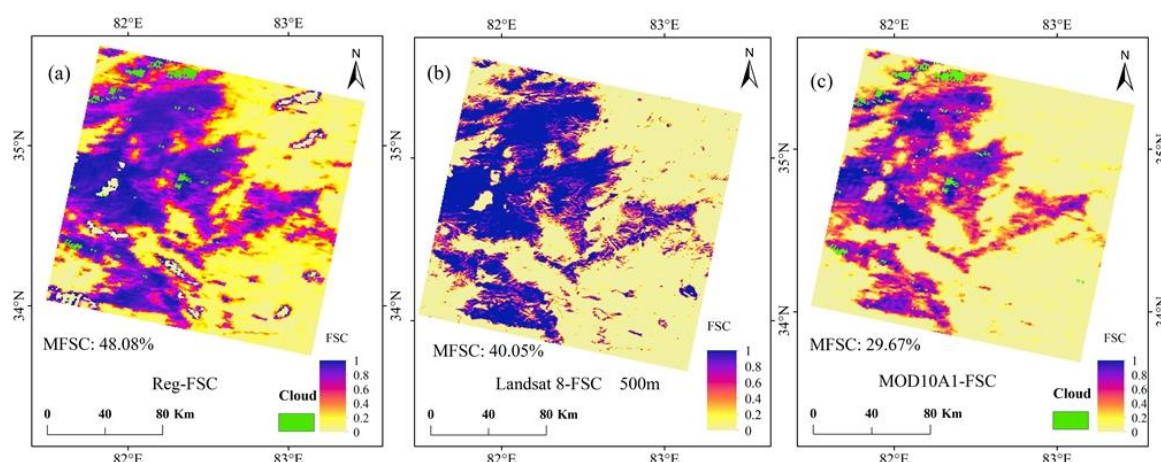 82°E 83°E
(a)
N
35°N
34°N
MFSC: 48.08%
Reg-FSC
FSC
1
0.8
0.6
0.4
0.2
0
Cloud
0 40 80 Km
82°E 83°E
82°E 83°E
(b)
N
35°N
34°N
MFSC: 40.05%
Landsat 8-FSC 500m
FSC
1
0.8
0.6
0.4
0.2
0
0 40 80 Km
82°E 83°E
82°E 83°E
(c)
N
35°N
35°N
34°N
34°N
MFSC: 29.67%
MOD10A1-FSC
FSC
1
0.8
0.6
0.4
0.2
0
Cloud
0 40 80 Km
82°E 83°E